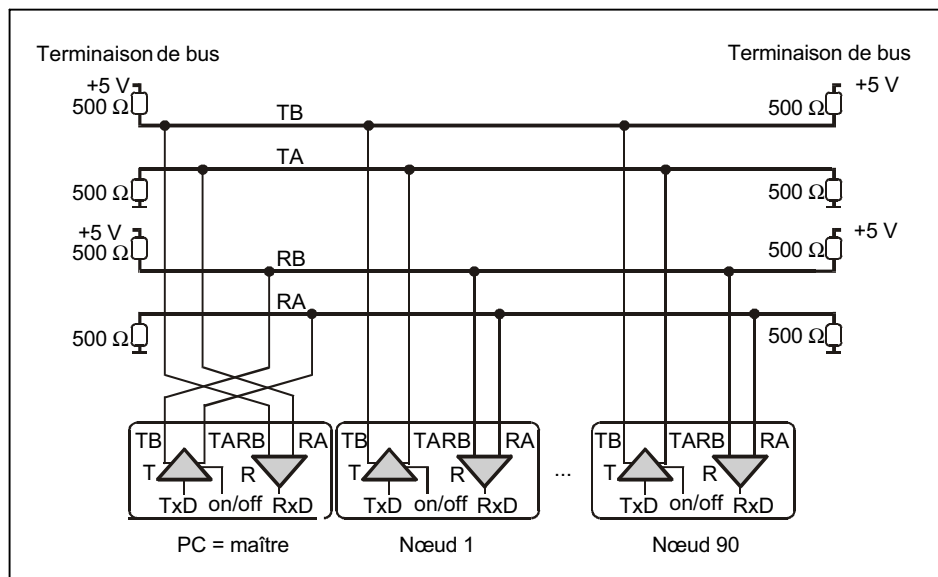 Terminaison de bus Terminaison de bus
+5 V +5 V
500 Ω 500 Ω
TB
TA
500 Ω 500 Ω
+5 V +5 V
500 Ω 500 Ω
RB
RA
500 Ω 500 Ω
TB TARB RA TB TARB RA TB TARB RA
T R T R ... T R
TxD on/off RxD TxD on/off RxD TxD on/off RxD
PC = maître Nœud 1 Nœud 90